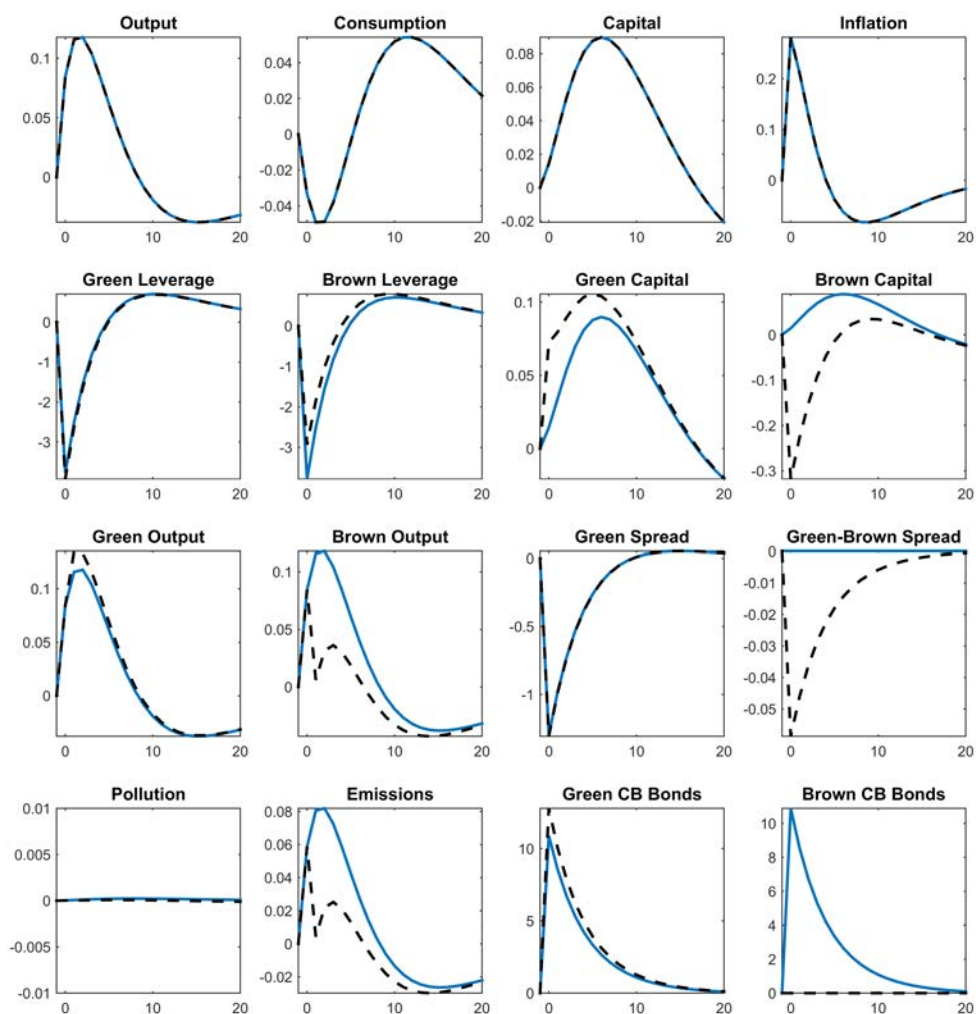 Output Consumption Capital Inflation
0.1 0.05 0
0.04 0.02 0 -0.02 -0.04
0.08 0.06 0.04 0.02 0 -0.02
0.2 0.1 0
0 10 20 0 10 20 0 10 20 0 10 20
Green Leverage Brown Leverage Green Capital Brown Capital
0 -1 -2 -3
0 -1 -2 -3
0.1 0.05 0
0 -0.1 -0.2 -0.3
0 10 20 0 10 20 0 10 20 0 10 20
Green Output Brown Output Green Spread Green-Brown Spread
0.1 0.05 0
0.1 0.05 0
0 -0.5 -1
0 -0.01 -0.02 -0.03 -0.04 -0.05
0 10 20 0 10 20 0 10 20 0 10 20
Pollution Emissions Green CB Bonds Brown CB Bonds
0.01 0.005 0 -0.005 -0.01
0.08 0.06 0.04 0.02 0 -0.02
10 5 0
10 8 6 4 2 0
0 10 20 0 10 20 0 10 20 0 10 20